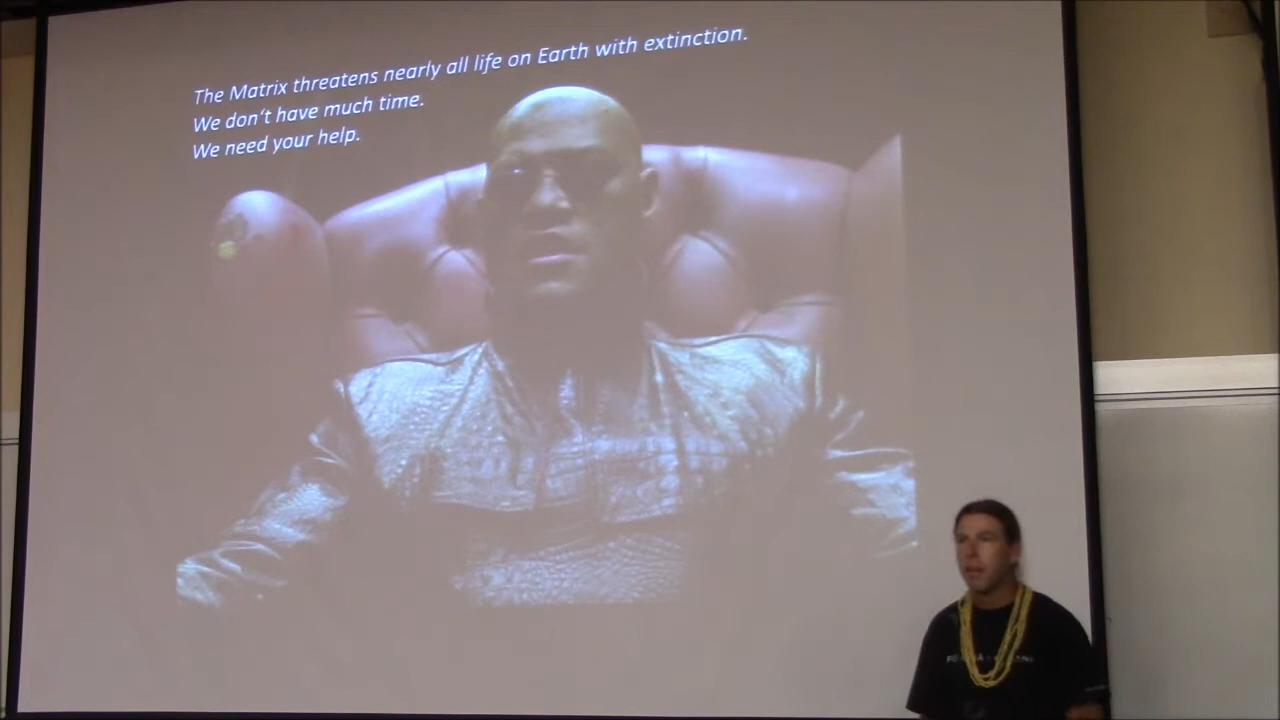 The Matrix threatens nearly all life on Earth with extinction.
We don't have much time.
We need your help.